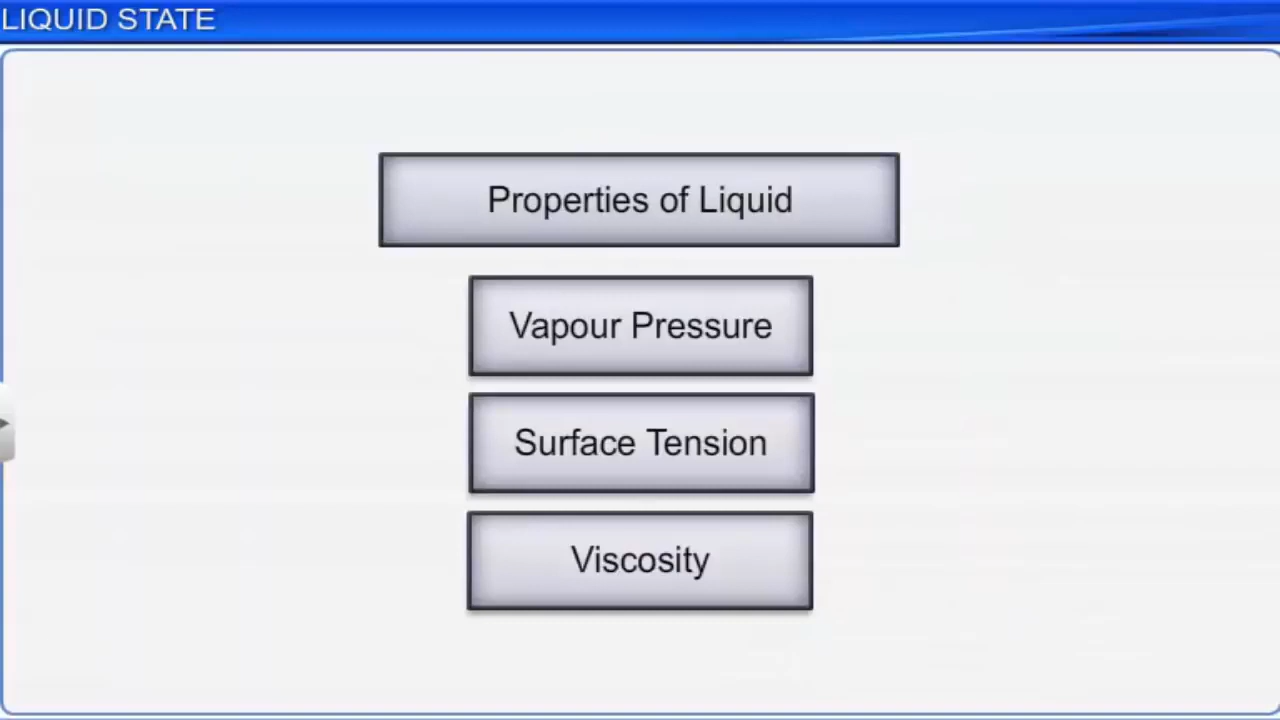 LIQUID STATE
Properties of Liquid
Vapour Pressure
Surface Tension
Viscosity